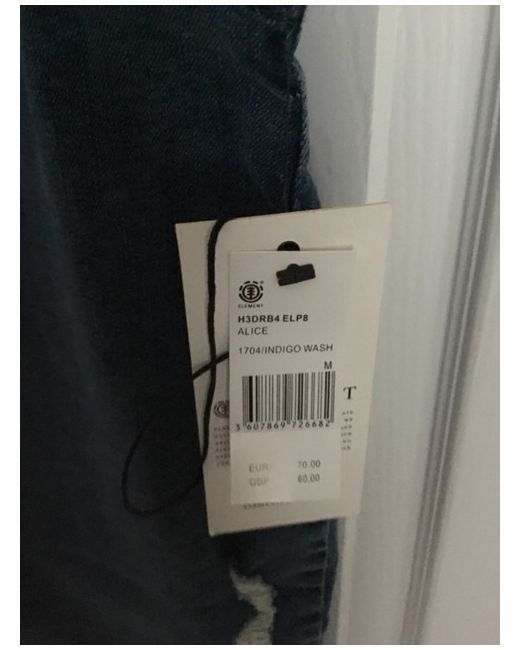 ELEMENT
H3DRB4 ELP8
ALICE
1704/INDIGO WASH
M
T
3 607869 726682
EUR 70.00
GBP 60.00